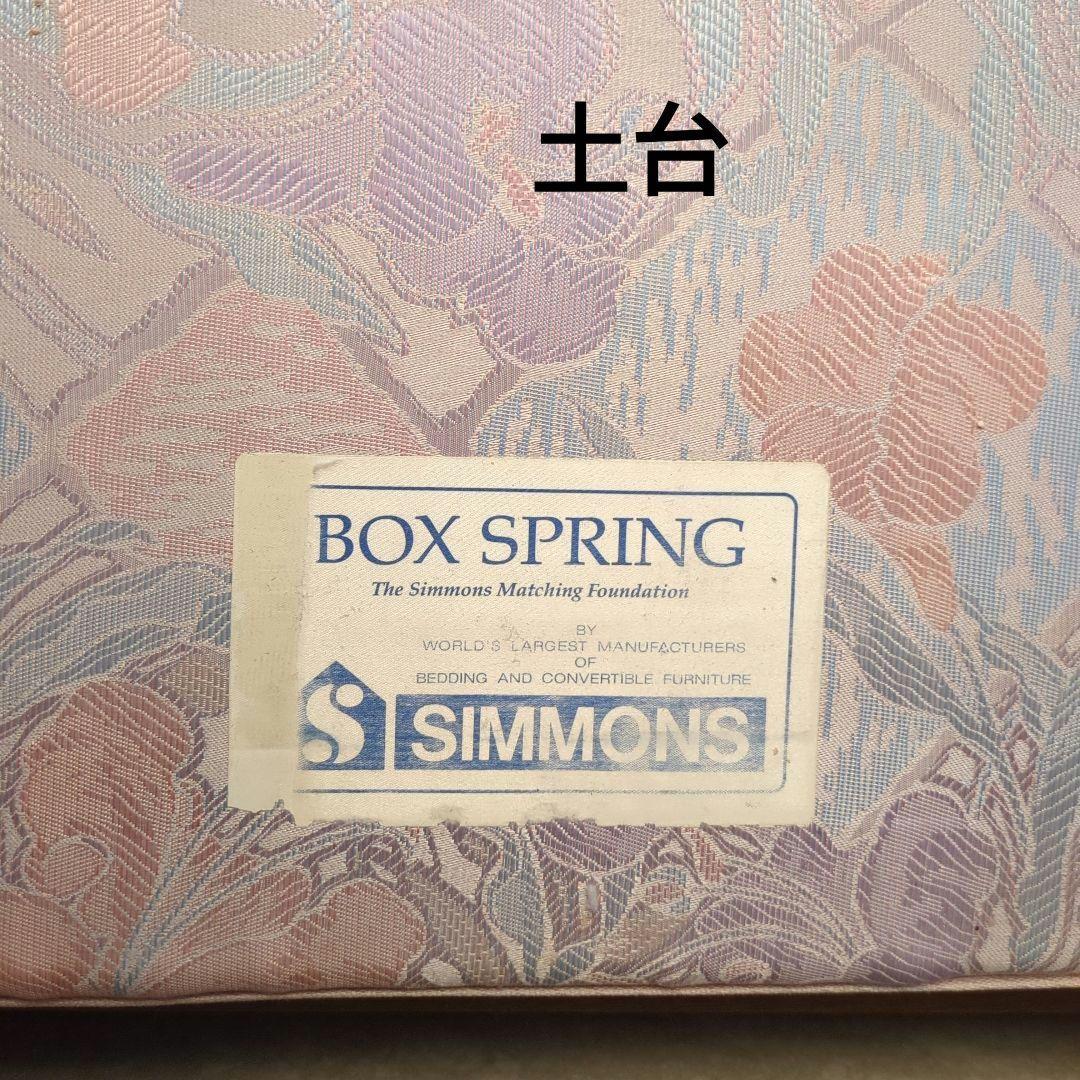 土台
BOX SPRING
The Simmons Matching Foundation
BY
WORLD'S LARGEST MANUFACTURERS
OF
BEDDING AND CONVERTIBLE FURNITURE
S SIMMONS